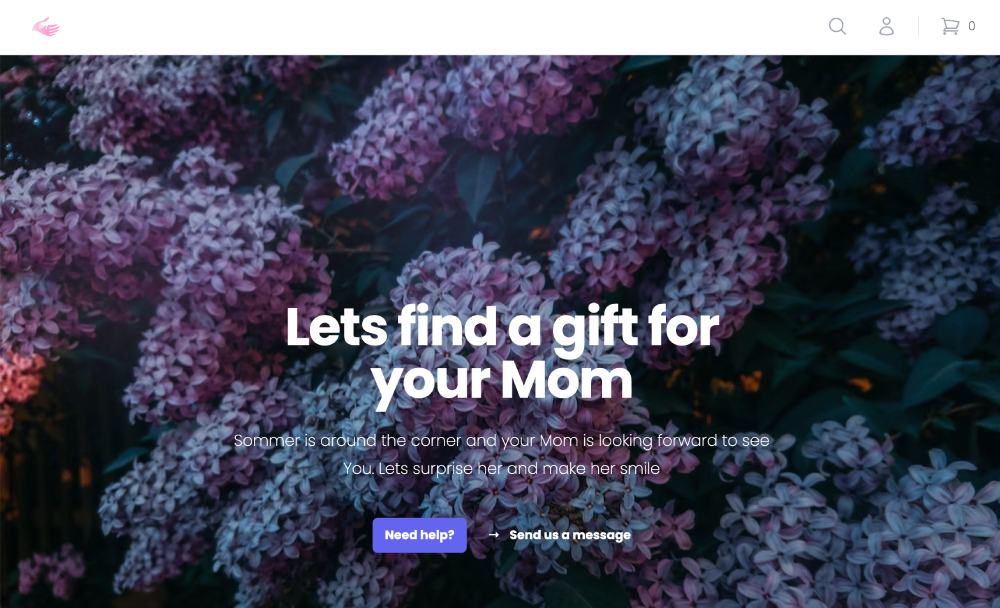 0
Lets find a gift for
your Mom
Sommer is around the corner and your Mom is looking forward to see
You. Lets surprise her and make her smile
Need help?
→ Send us a message